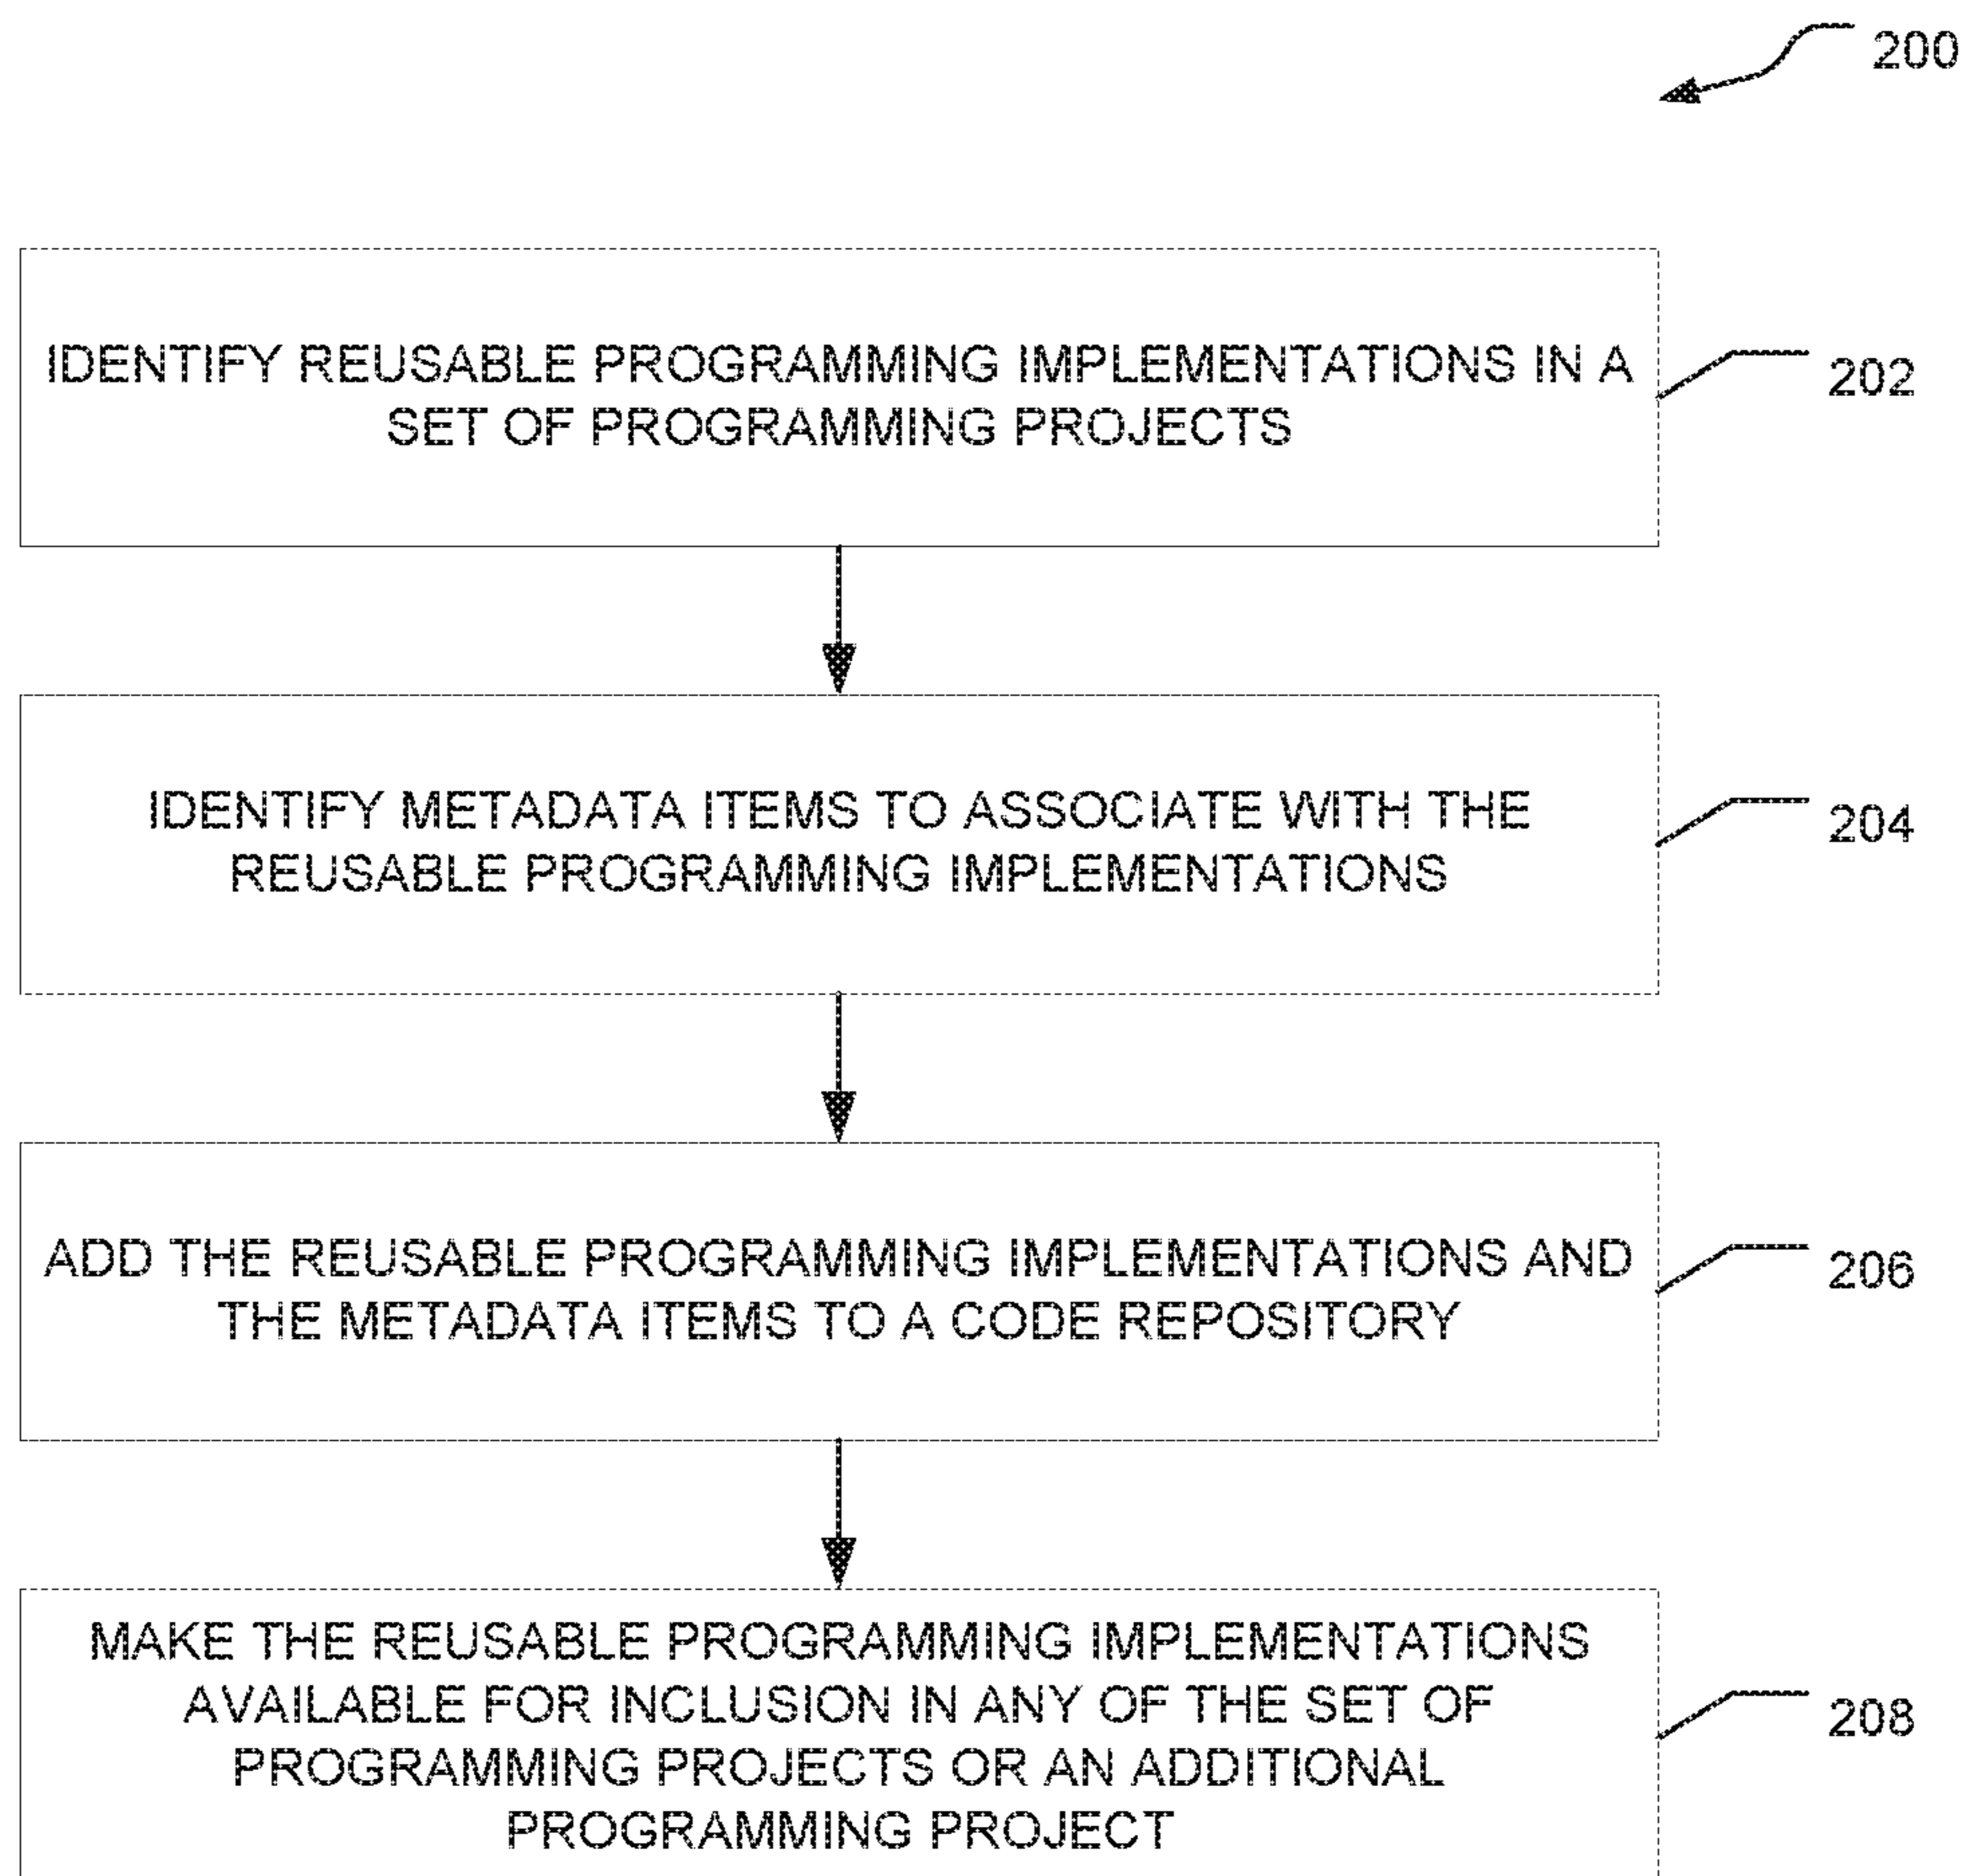 200
IDENTIFY REUSABLE PROGRAMMING IMPLEMENTATIONS IN A
SET OF PROGRAMMING PROJECTS
202
IDENTIFY METADATA ITEMS TO ASSOCIATE WITH THE
REUSABLE PROGRAMMING IMPLEMENTATIONS
204
ADD THE REUSABLE PROGRAMMING IMPLEMENTATIONS AND
THE METADATA ITEMS TO A CODE REPOSITORY
206
MAKE THE REUSABLE PROGRAMMING IMPLEMENTATIONS
AVAILABLE FOR INCLUSION IN ANY OF THE SET OF
PROGRAMMING PROJECTS OR AN ADDITIONAL
PROGRAMMING PROJECT
208